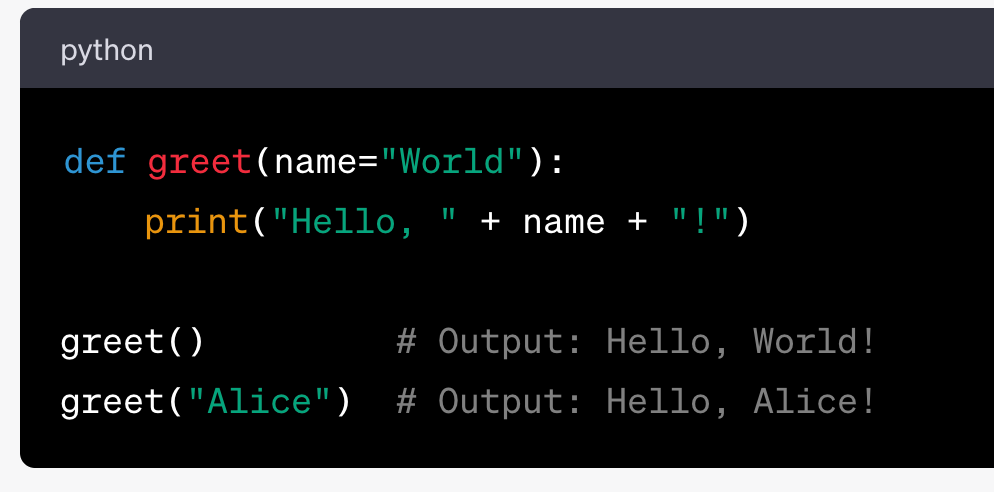 python
def greet(name="World"):
    print("Hello, " + name + "!")
greet()         # Output: Hello, World!
greet("Alice")  # Output: Hello, Alice!